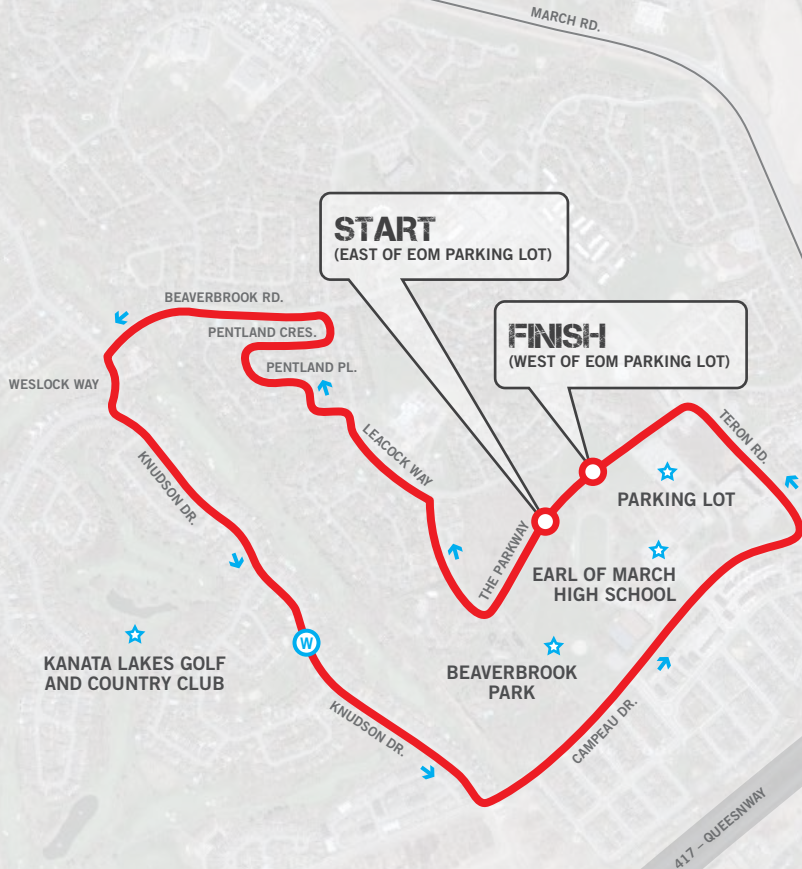 MARCH RD.
START
(EAST OF EOM PARKING LOT)
BEAVERBROOK RD.
PENTLAND CRES.
FINISH
(WEST OF EOM PARKING LOT)
PENTLAND PL.
WESLOCK WAY
LEACOCK WAY
TERON RD.
KNUDSON DR.
PARKING LOT
THE PARKWAY
EARL OF MARCH
HIGH SCHOOL
W
KANATA LAKES GOLF
AND COUNTRY CLUB
BEAVERBROOK
PARK
KNUDSON DR.
CAMPEAU DR.
417 – QUEESNWAY